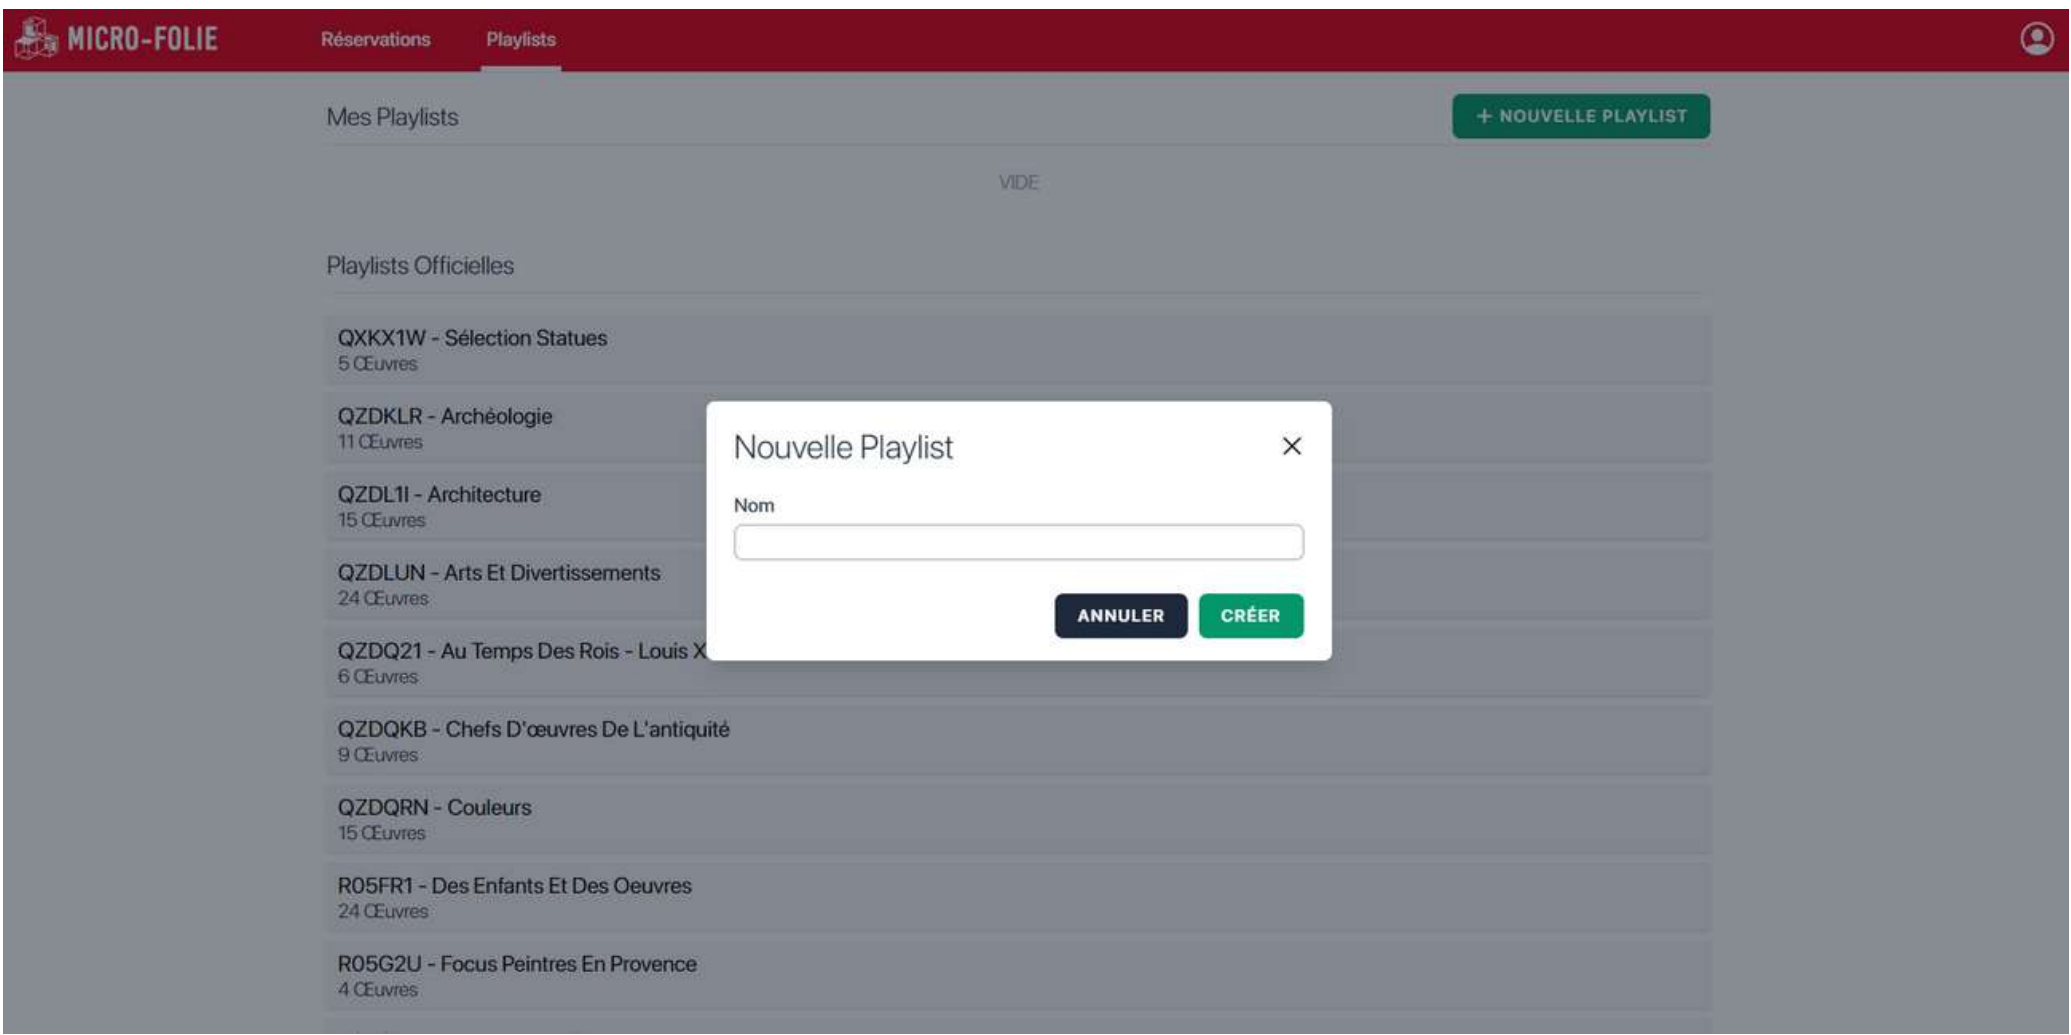 MICRO-FOLIE
Réservations
Playlists
Mes Playlists
+ NOUVELLE PLAYLIST
VIDE
Playlists Officielles
QXKX1W - Sélection Statues
5 Œuvres
QZDKLR - Archéologie
11 Œuvres
QZDL1I - Architecture
15 Œuvres
QZDLUN - Arts Et Divertissements
24 Œuvres
QZDQ21 - Au Temps Des Rois - Louis X
6 Œuvres
QZDQKB - Chefs D'œuvres De L'antiquité
9 Œuvres
QZDQRN - Couleurs
15 Œuvres
R05FR1 - Des Enfants Et Des Oeuvres
24 Œuvres
R05G2U - Focus Peintres En Provence
4 Œuvres
Nouvelle Playlist
Nom
ANNULER
CRÉER